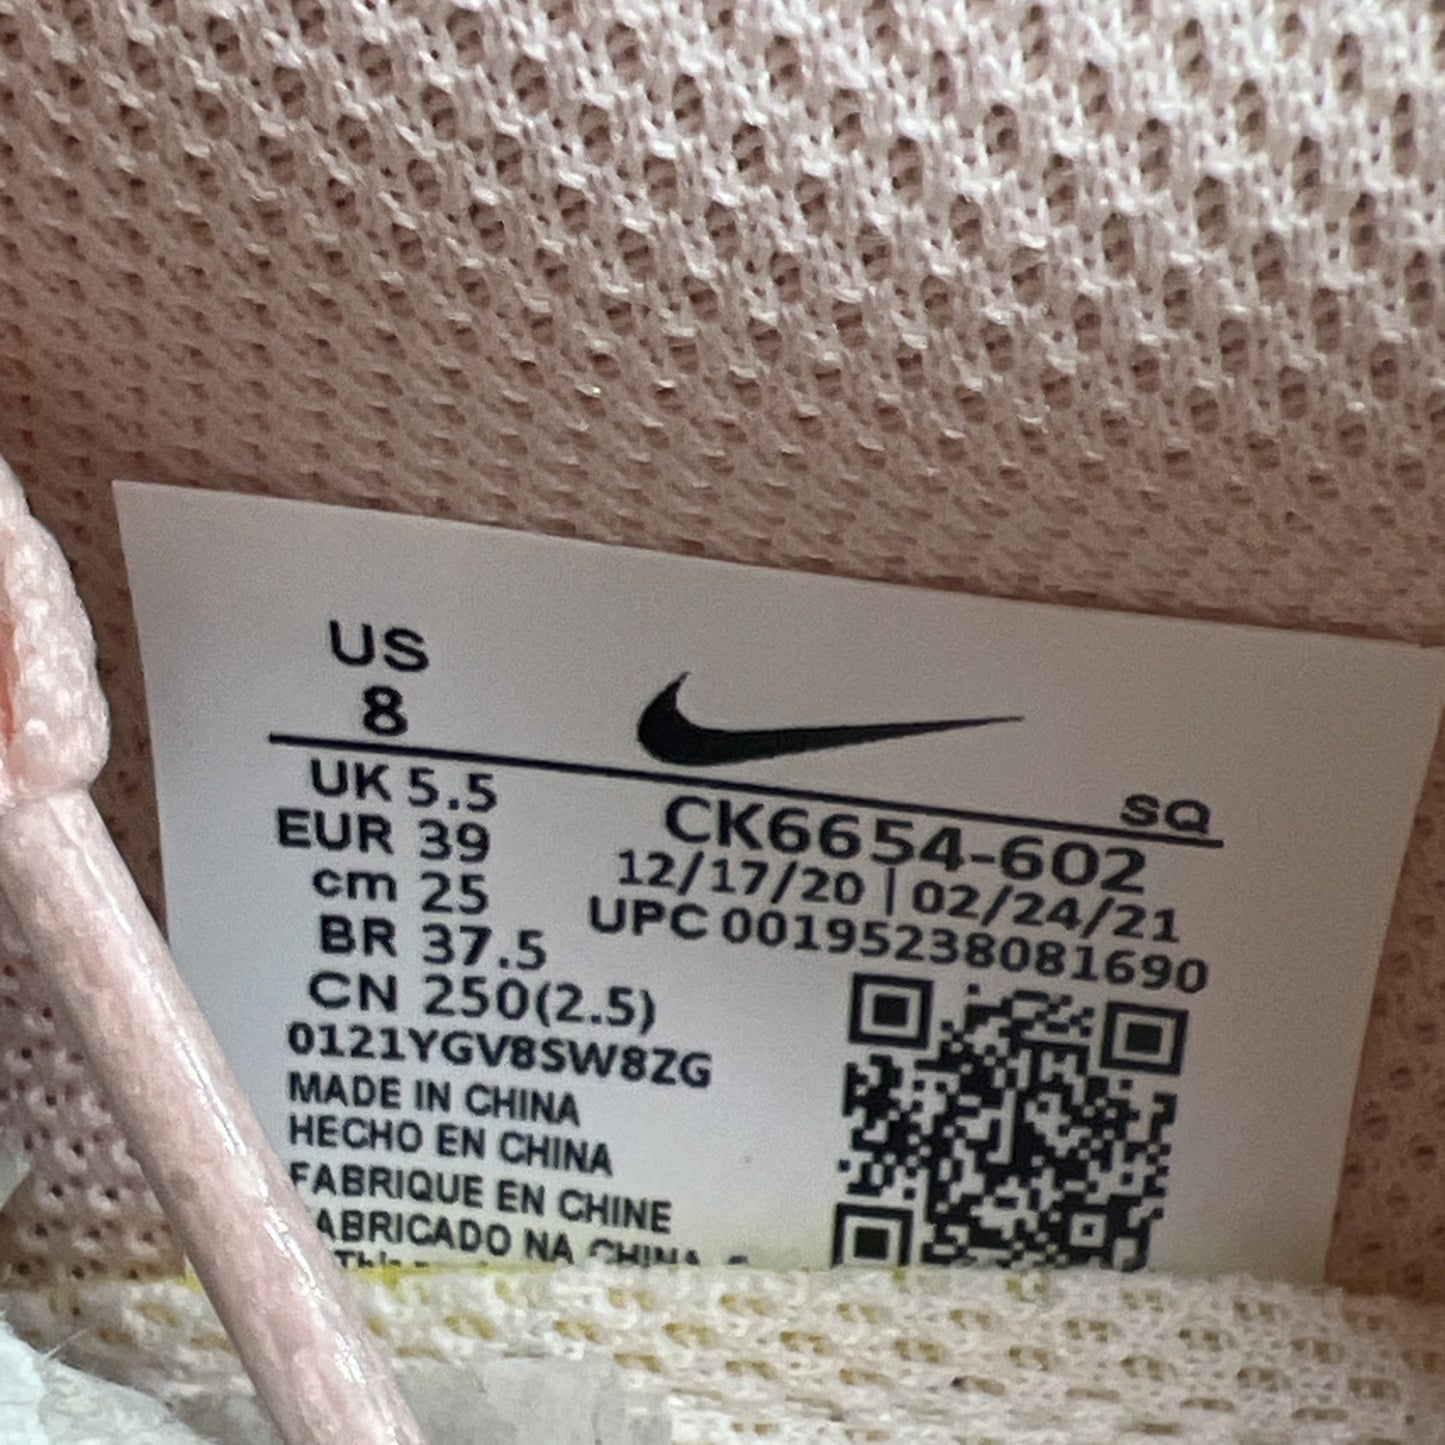 US
8
UK 5.5
EUR 39
cm 25
BR 37.5
CN 250(2.5)
0121YGV8SW8ZG
MADE IN CHINA
HECHO EN CHINA
FABRIQUE EN CHINE
ABRICADO NA CHINA
SQ
CK6654-602
12/17/20 | 02/24/21
UPC 00195238081690